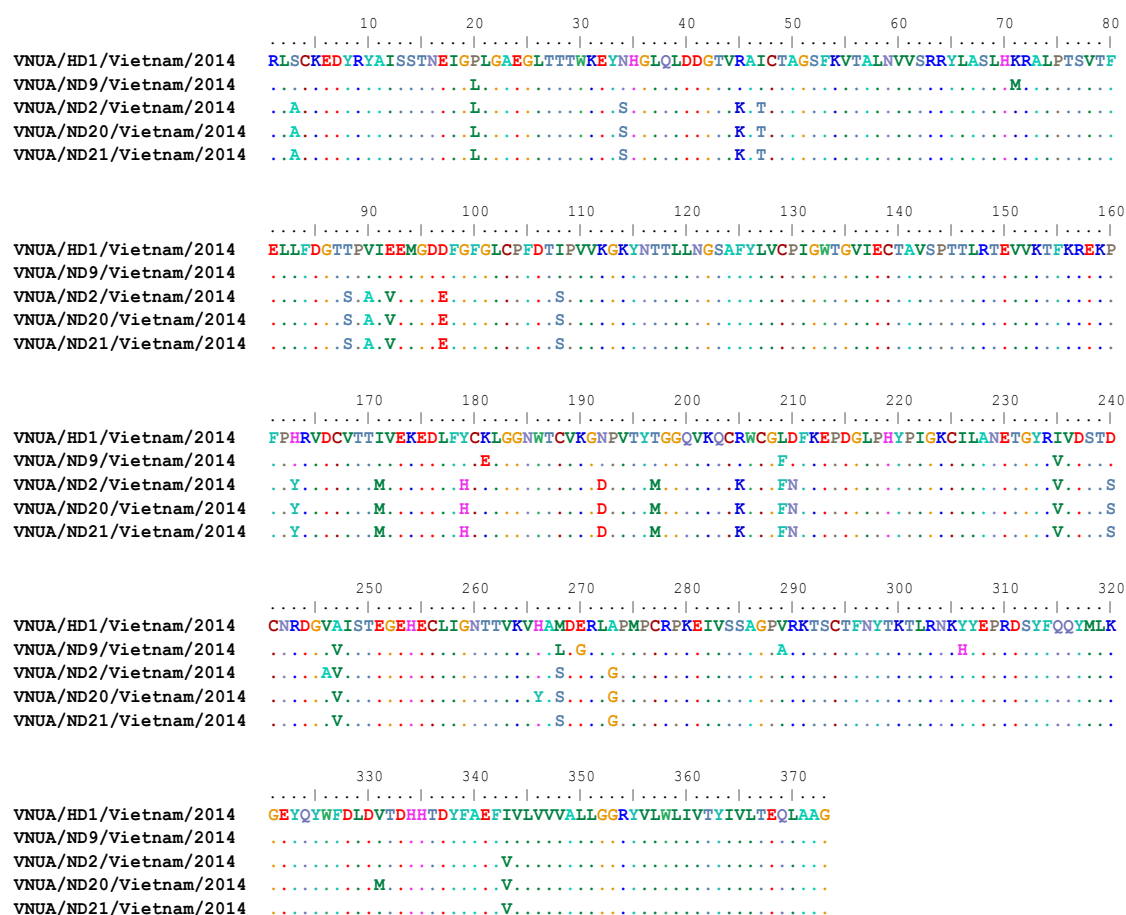 10 20 30 40 50 60 70 80
VNUA/HD1/Vietnam/2014 RLSCKEDYRYAISSTNEIGPLGAEGLTTTWKEYNHGLQLDDGTVRAICTAGSFKVTALNVVSRRYLASLHKRALPTSVTF
VNUA/ND9/Vietnam/2014 ...................L..................................................M.........
VNUA/ND2/Vietnam/2014 ..A................L.............S..........K.T.................................
VNUA/ND20/Vietnam/2014 ..A................L.............S..........K.T.................................
VNUA/ND21/Vietnam/2014 ..A................L.............S..........K.T.................................
90 100 110 120 130 140 150 160
VNUA/HD1/Vietnam/2014 ELLFDGTTPVIEEMGDDFGFGLCPFDTIPVVKGKYNTTLLNGSAFYLVCPIGWTGVIECTAVSPTTLRTEVVKTFKREKP
VNUA/ND9/Vietnam/2014 ................................................................................
VNUA/ND2/Vietnam/2014 .......S.A.V....E..........S....................................................
VNUA/ND20/Vietnam/2014 .......S.A.V....E..........S....................................................
VNUA/ND21/Vietnam/2014 .......S.A.V....E..........S....................................................
170 180 190 200 210 220 230 240
VNUA/HD1/Vietnam/2014 FPHRVDCVTTIVEKEDLFYCKLGGNWTCVKGNPVTYTGGQVKQCRWCGLDFKEPDGLPHYPIGKCILANETGYRIVDSTD
VNUA/ND9/Vietnam/2014 ....................E...........................F.........................V.....
VNUA/ND2/Vietnam/2014 ..Y.......M.......H............D....M.......K...FN........................V....S
VNUA/ND20/Vietnam/2014 ..Y.......M.......H............D....M.......K...FN........................V....S
VNUA/ND21/Vietnam/2014 ..Y.......M.......H............D....M.......K...FN........................V....S
250 260 270 280 290 300 310 320
VNUA/HD1/Vietnam/2014 CNRDGVAISTEGEHECLIGNTTVKVHAMDERLAPMPCRPKEIVSSAGPVRKTSCTFNYTKTLRNKYYEPRDSYFQQYMLK
VNUA/ND9/Vietnam/2014 ......V....................L.G..................A................H..............
VNUA/ND2/Vietnam/2014 .....AV....................S....G...............................................
VNUA/ND20/Vietnam/2014 ......V..................Y.S....G...............................................
VNUA/ND21/Vietnam/2014 ......V....................S....G...............................................
330 340 350 360 370
VNUA/HD1/Vietnam/2014 GEYQYWFDLDVTDHHTDYFAEFIVLVVVALLGGRYVLWLIVTYIVLTEQLAAG
VNUA/ND9/Vietnam/2014 .....................................................
VNUA/ND2/Vietnam/2014 ......................V..............................
VNUA/ND20/Vietnam/2014 ..........M...........V..............................
VNUA/ND21/Vietnam/2014 ......................V..............................